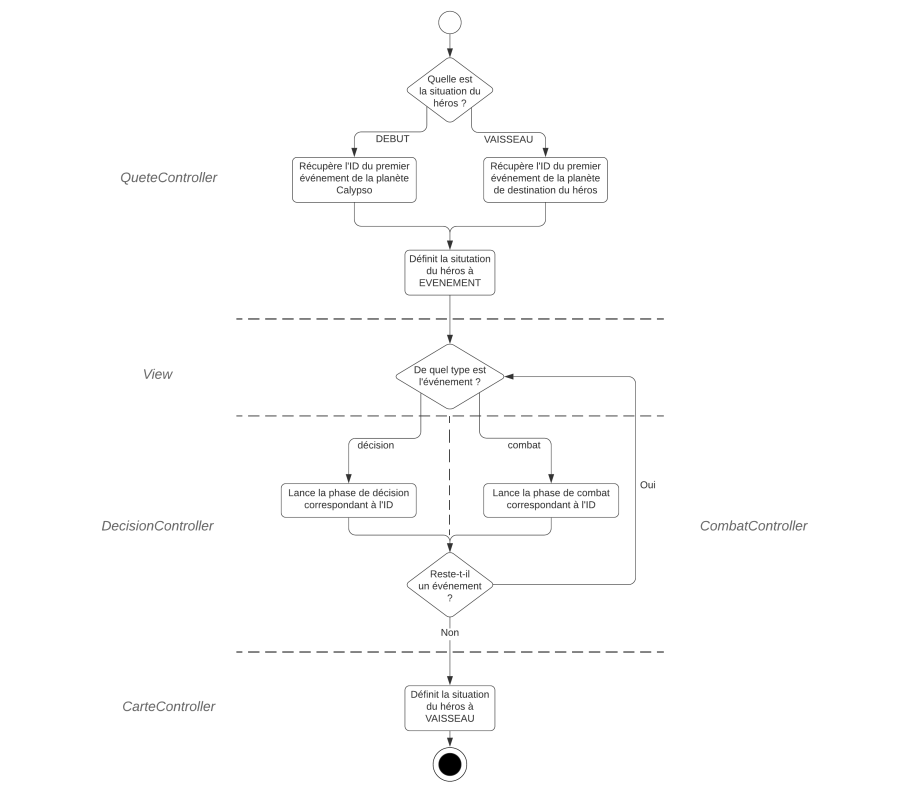 Quelle est
la situation du
héros ?
DEBUT
VAISSEAU
QueteController
Récupère l'ID du premier
événement de la planète
Calypso
Récupère l'ID du premier
événement de la planète
de destination du héros
Définit la situtation
du héros à
EVENEMENT
View
De quel type est
l'événement ?
décision
combat
Oui
DecisionController
Lance la phase de décision
correspondant à l'ID
Lance la phase de combat
correspondant à l'ID
CombatController
Reste-t-il
un événement
?
Non
CarteController
Définit la situation
du héros à
VAISSEAU